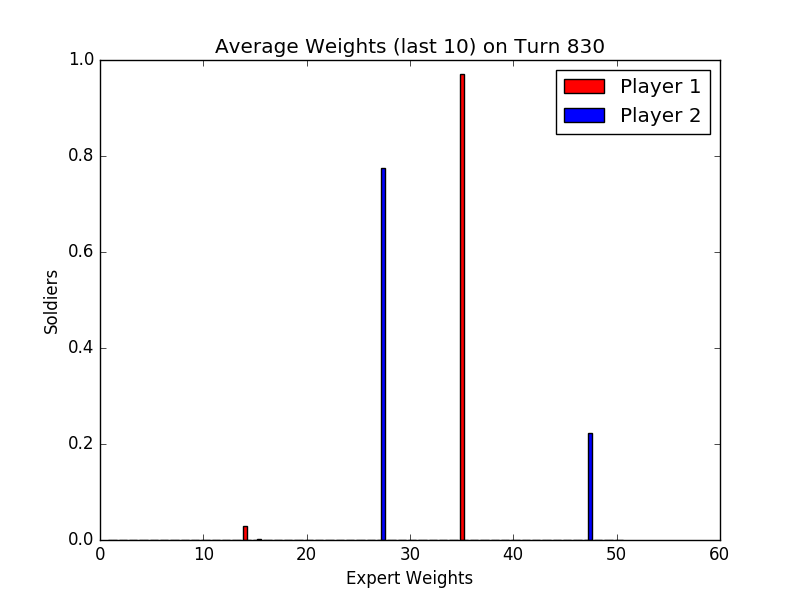 Average Weights (last 10) on Turn 830
Player 1
Player 2
1.0
0.8
0.6
0.4
0.2
0.0
Soldiers
0 10 20 30 40 50 60
Expert Weights